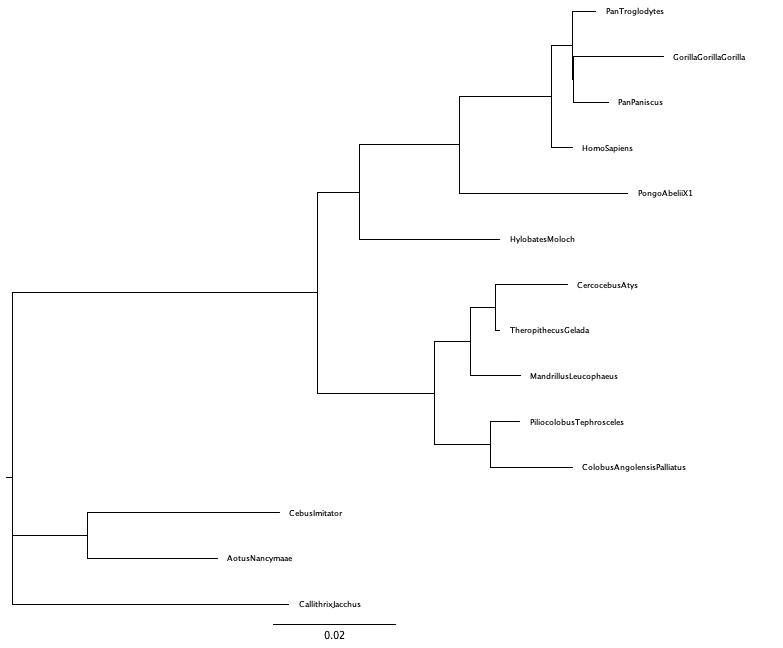 PanTroglodytes
GorillaGorillaGorilla
PanPaniscus
HomoSapiens
PongoAbeliiX1
HylobatesMoloch
CercocebusAtys
TheropithecusGelada
MandrillusLeucophaeus
PiliocolobusTephrosceles
ColobusAngolensisPalliatus
CebusImitator
AotusNancymaae
CallithrixJacchus
0.02